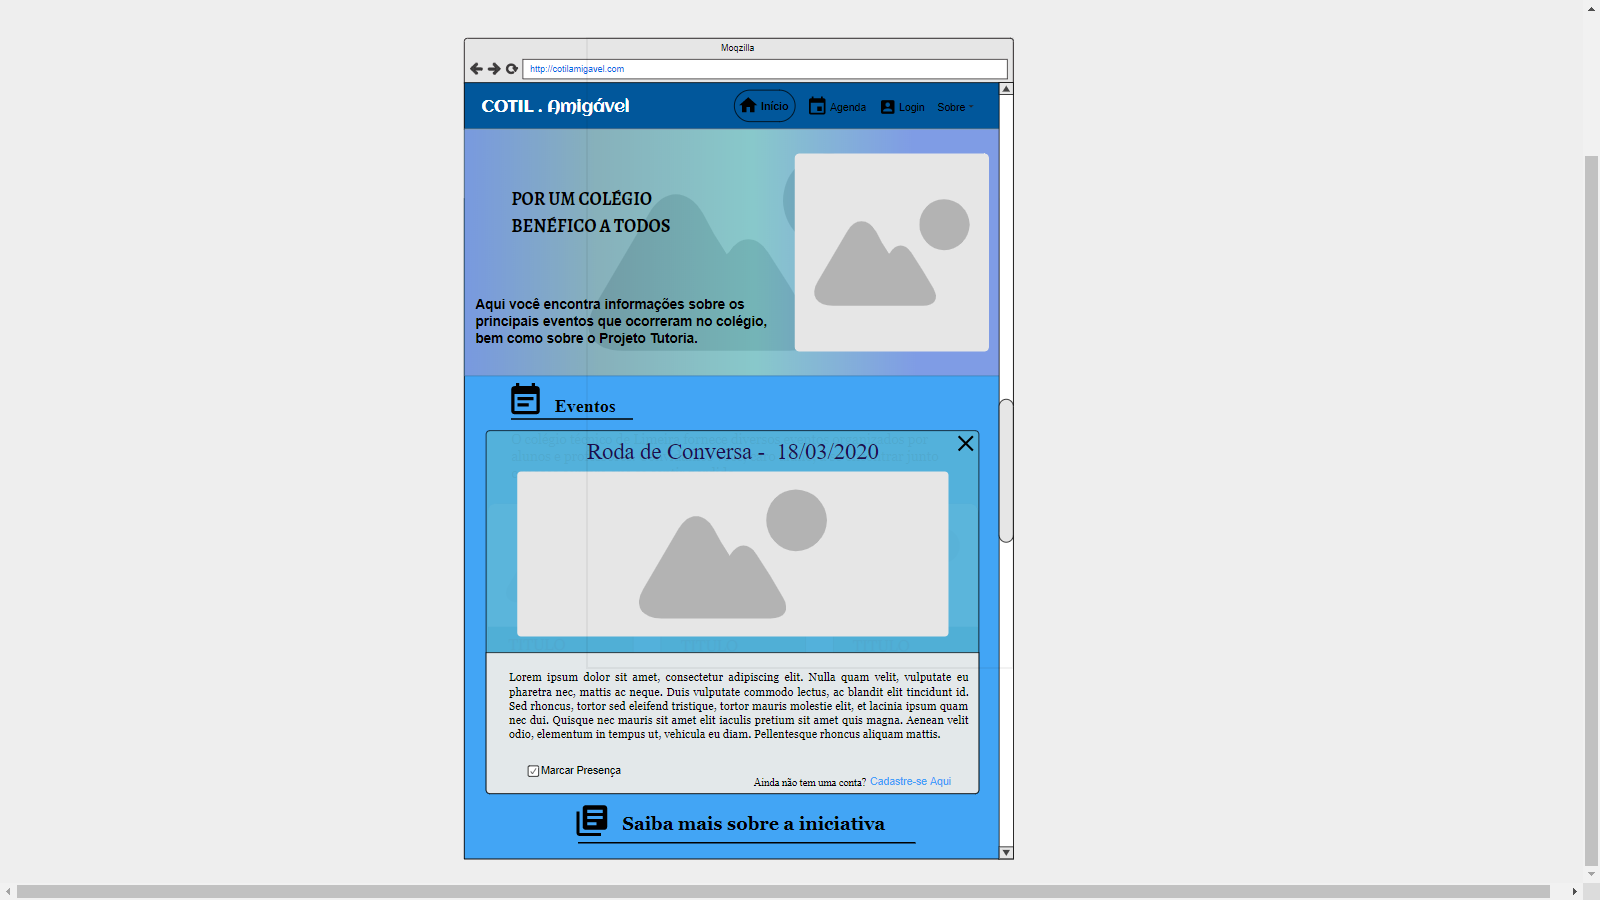 Moqzilla
http://cotilamigavel.com
COTIL . Amigável
Início
Agenda
Login
Sobre
POR UM COLÉGIO
BENÉFICO A TODOS
Aqui você encontra informações sobre os
principais eventos que ocorreram no colégio,
bem como sobre o Projeto Tutoria.
Eventos
Roda de Conversa - 18/03/2020
Lorem ipsum dolor sit amet, consectetur adipiscing elit. Nulla quam velit, vulputate eu
pharetra nec, mattis ac neque. Duis vulputate commodo lectus, ac blandit elit tincidunt id.
Sed rhoncus, tortor sed eleifend tristique, tortor mauris molestie elit, et lacinia ipsum quam
nec dui. Quisque nec mauris sit amet elit iaculis pretium sit amet quis magna. Aenean velit
odio, elementum in tempus ut, vehicula eu diam. Pellentesque rhoncus aliquam mattis.
Marcar Presença
Ainda não tem uma conta? Cadastre-se Aqui
Saiba mais sobre a iniciativa